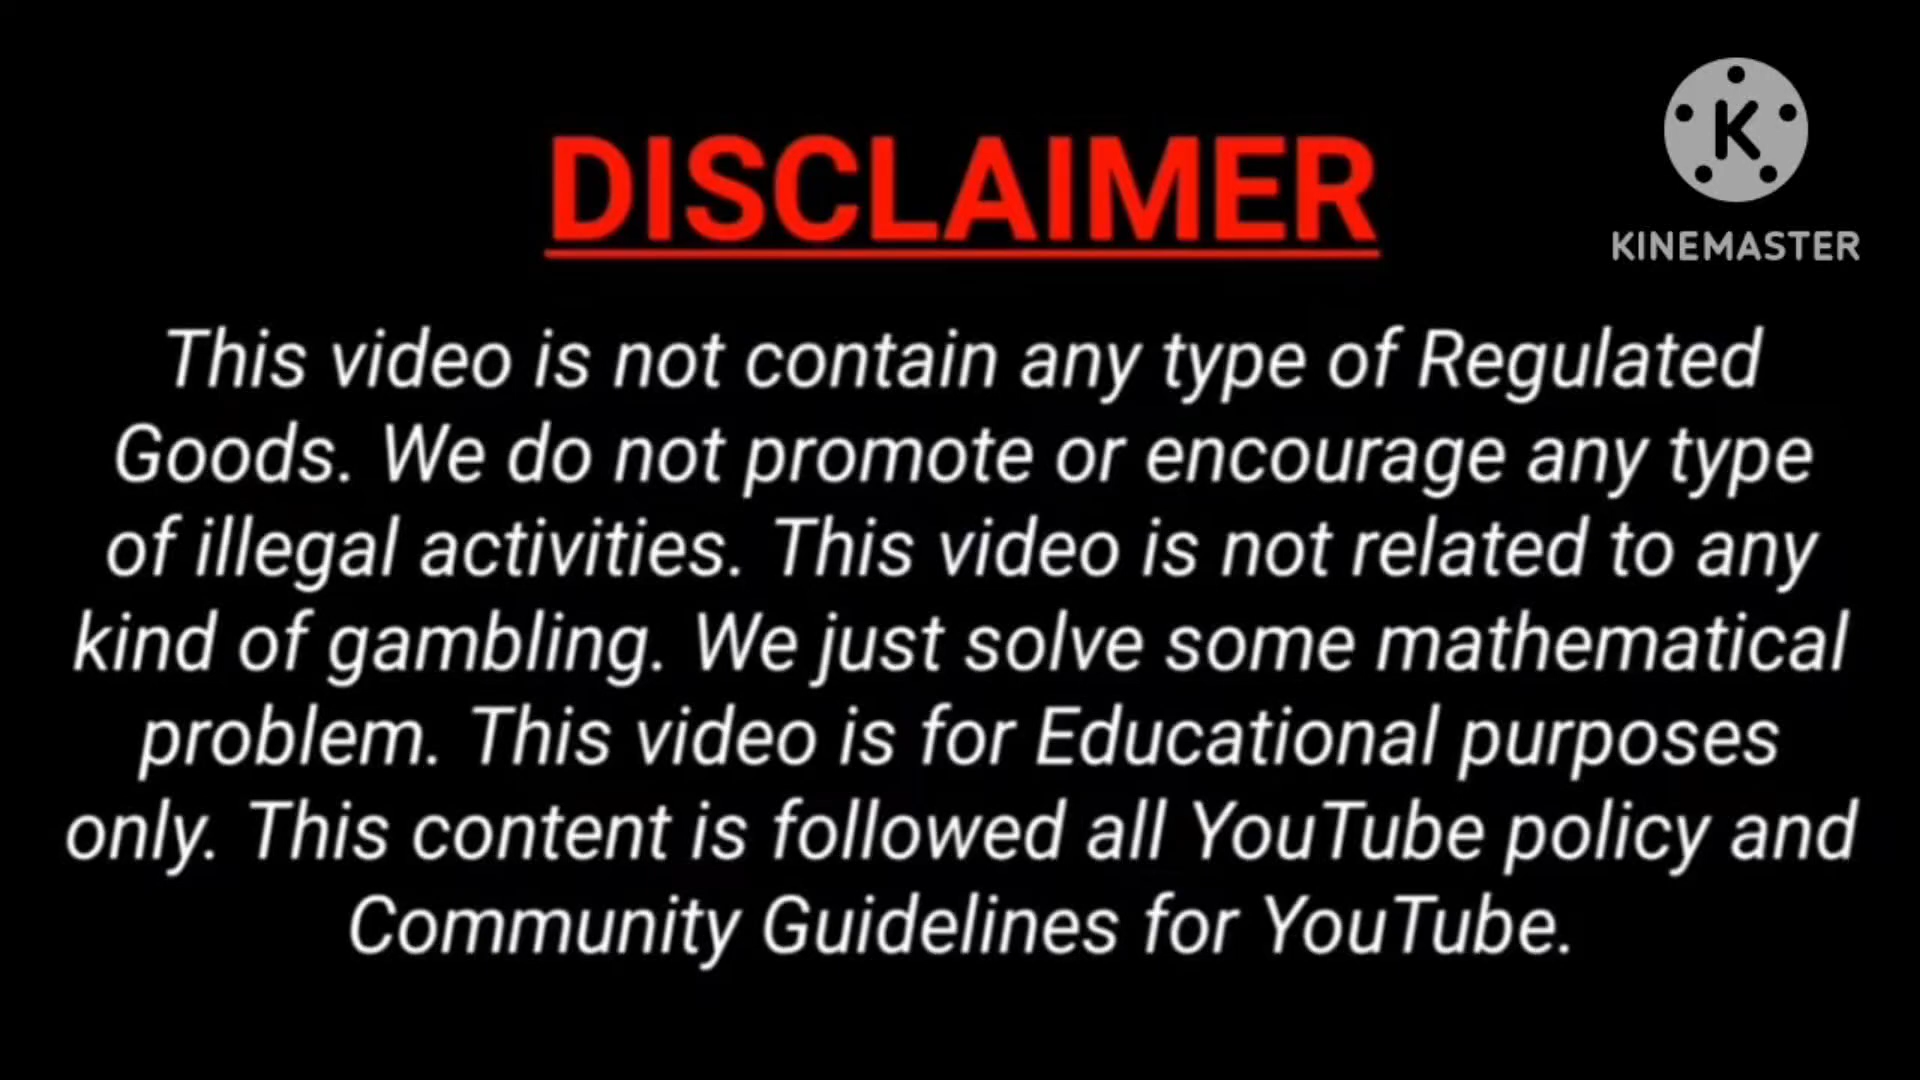 DISCLAIMER
K
KINEMASTER
This video is not contain any type of Regulated
Goods. We do not promote or encourage any type
of illegal activities. This video is not related to any
kind of gambling. We just solve some mathematical
problem. This video is for Educational purposes
only. This content is followed all YouTube policy and
Community Guidelines for YouTube.